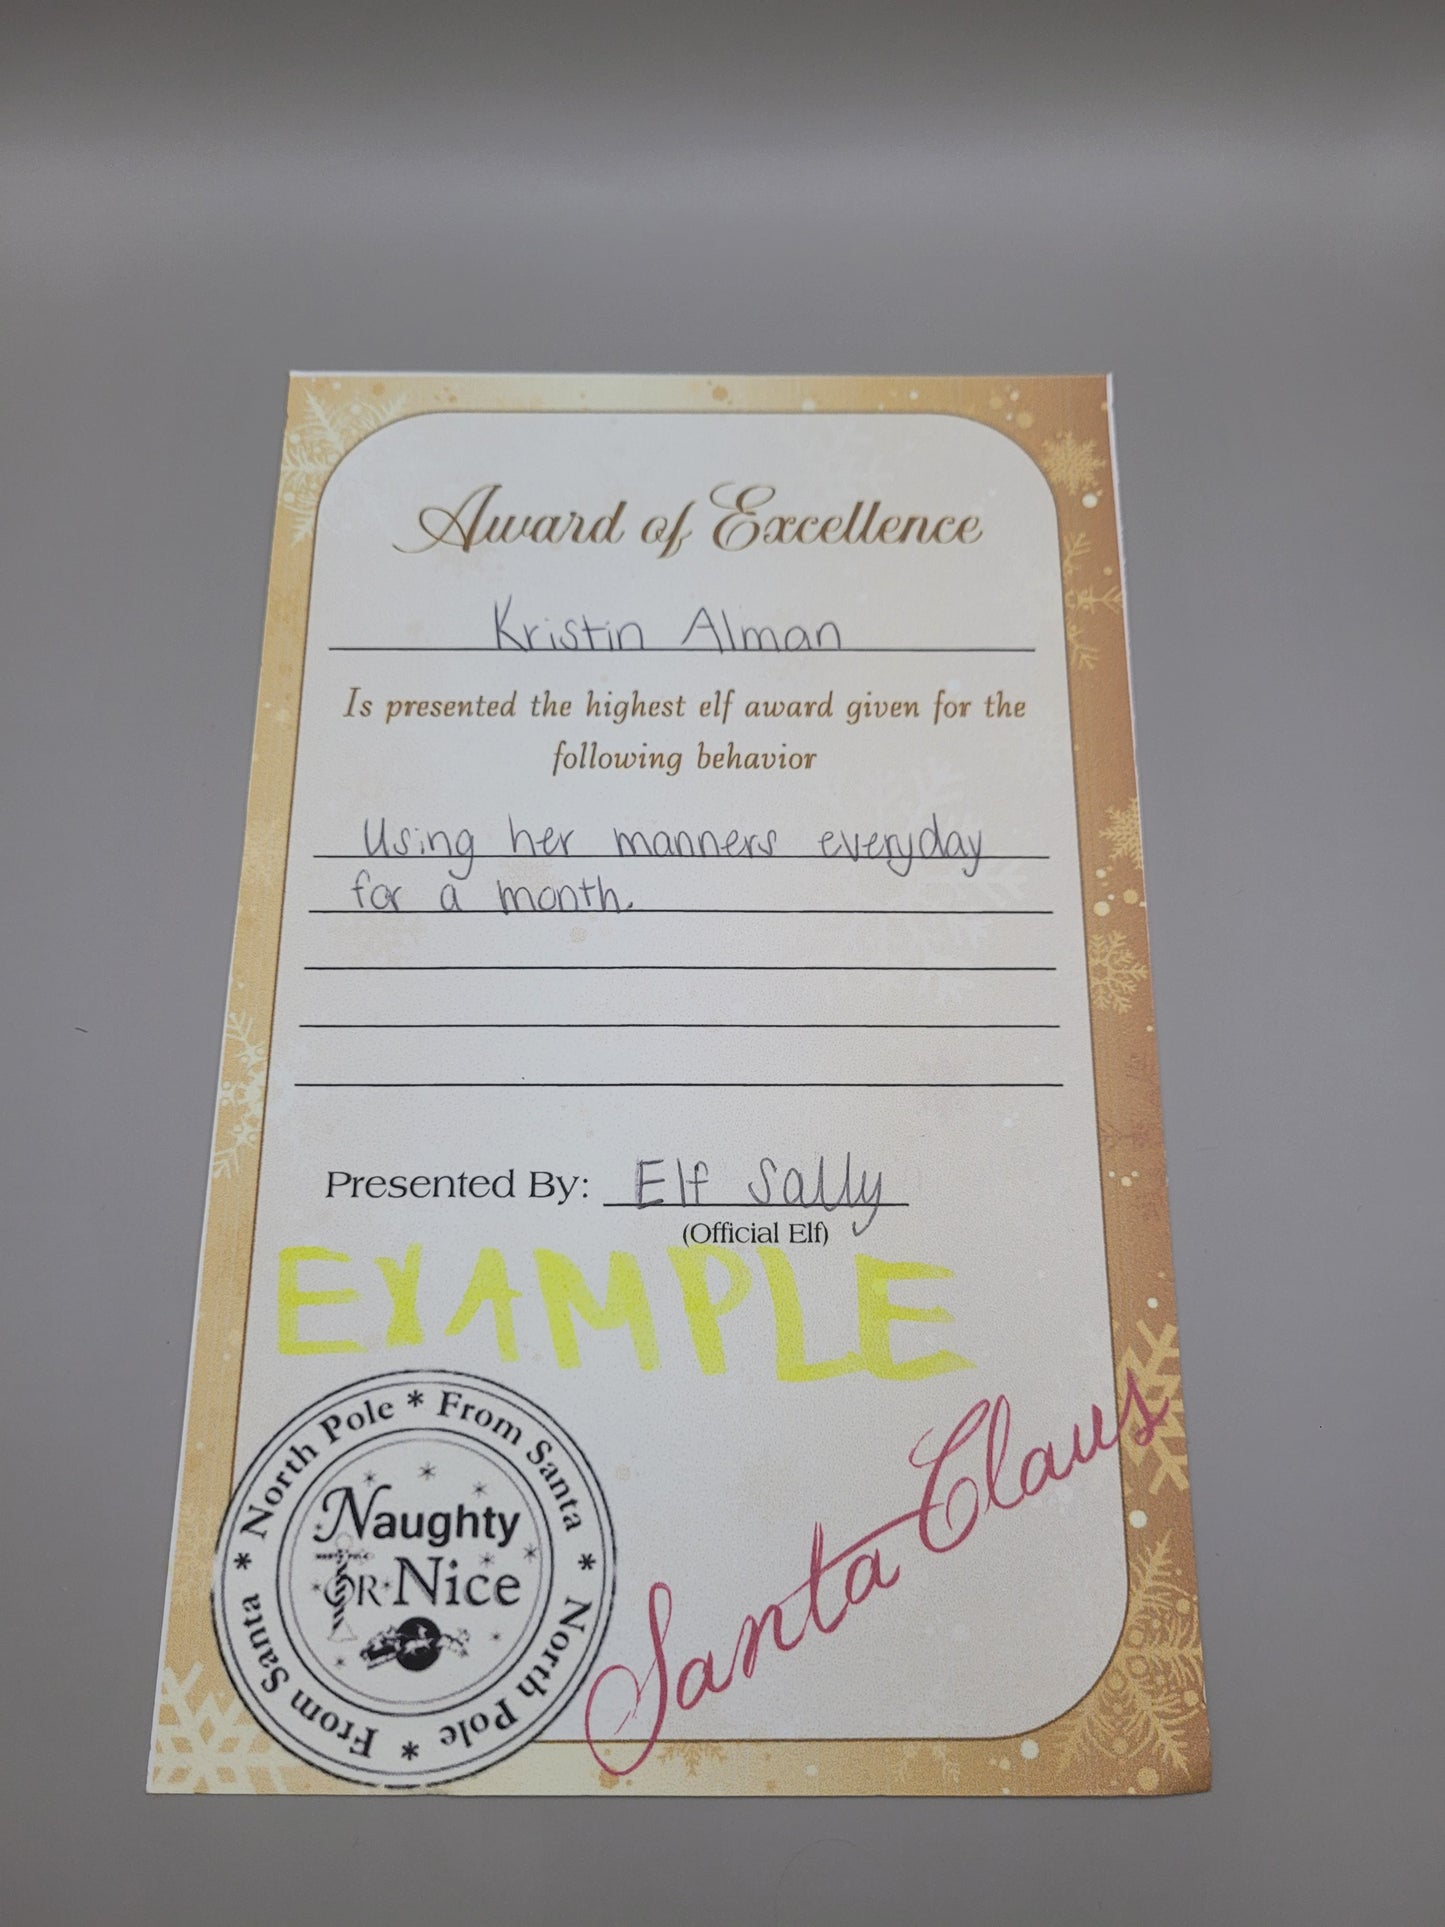 Award of Excellence
Kristin Alman
Is presented the highest elf award given for the
following behavior
Using her manners everyday
for a month.
Presented By: Elf Sally
(Official Elf)
EXAMPLE
* North Pole * From Santa * North Pole * From Santa
Naughty
OR Nice
Santa Claus